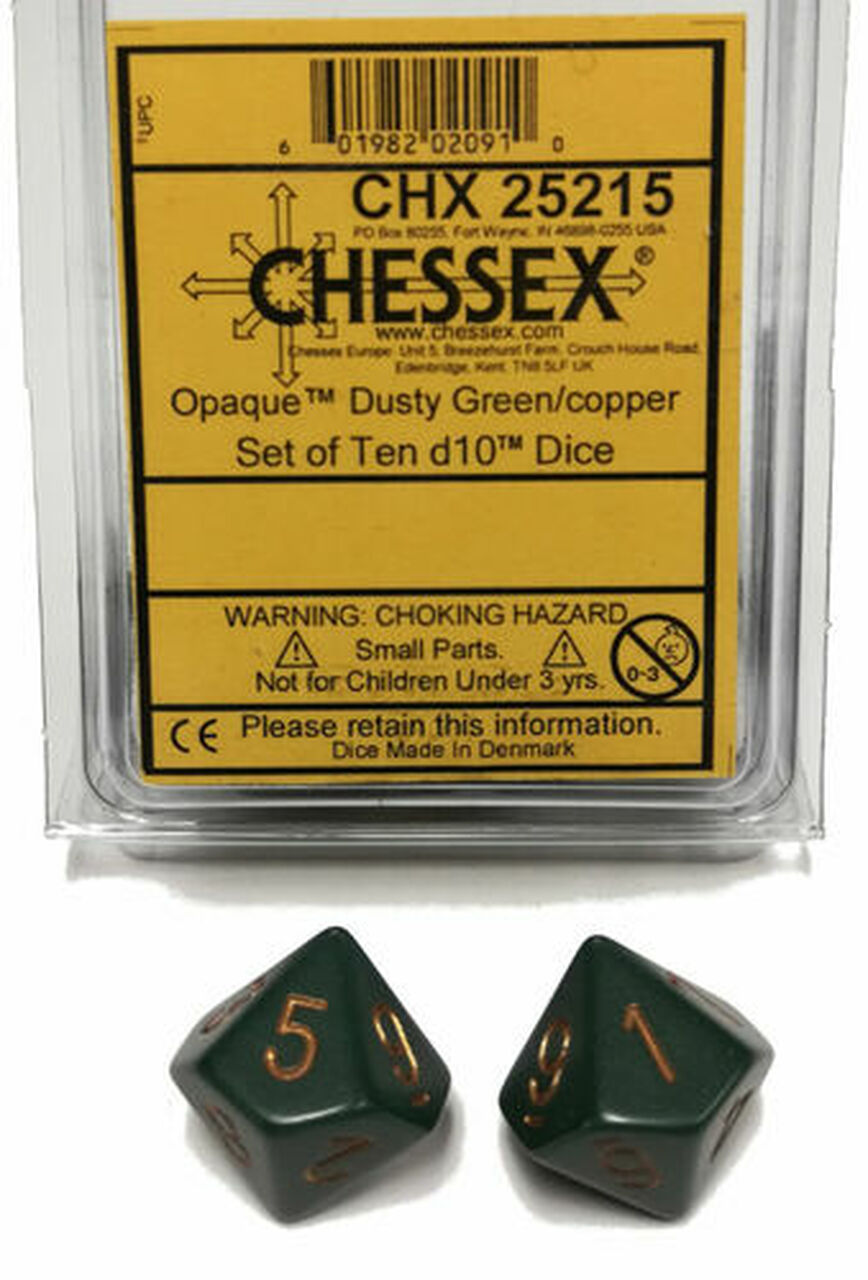 UPC
6 01982 02091 0
CHX 25215
PO Box 80255, Fort Wayne, IN 46898-0255 USA
CHESSEX®
www.chessex.com
Chessex Europe: Unit 5, Breezehurst Farm, Crouch House Road,
Edenbridge, Kent, TN8 5LF UK
Opaque™ Dusty Green/copper
Set of Ten d10™ Dice
WARNING: CHOKING HAZARD
Small Parts.
Not for Children Under 3 yrs.
0-3
CE Please retain this information.
Dice Made In Denmark
5 9
9 1